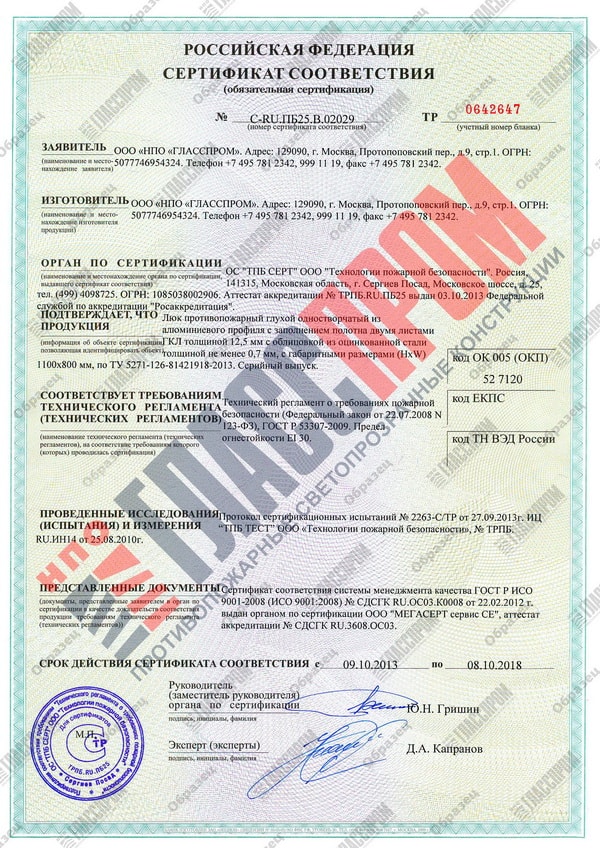 РОССИЙСКАЯ ФЕДЕРАЦИЯ
СЕРТИФИКАТ СООТВЕТСТВИЯ
(обязательная сертификация)
№ C-RU.ПБ25.В.02029 ТР 0642647
(номер сертификата соответствия) (учетный номер бланка)
ЗАЯВИТЕЛЬ ООО «НПО «ГЛАССПРОМ». Адрес: 129090, г. Москва, Протопоповский пер., д.9, стр.1. ОГРН:
(наименование и место- 5077746954324. Телефон +7 495 781 2342, 999 11 19, факс +7 495 781 2342.
нахождение заявителя)
ИЗГОТОВИТЕЛЬ ООО «НПО «ГЛАССПРОМ». Адрес: 129090, г. Москва, Протопоповский пер., д.9, стр.1. ОГРН:
(наименование и место- 5077746954324. Телефон +7 495 781 2342, 999 11 19, факс +7 495 781 2342.
нахождение изготовителя
продукции)
ОРГАН ПО СЕРТИФИКАЦИИ
(наименование и местонахождение органа по сертификации, ОС "ТПБ СЕРТ" ООО "Технологии пожарной безопасности". Россия,
выдавшего сертификат соответствия) 141315, Московская область, г. Сергиев Посад, Московское шоссе, д. 25,
тел. (499) 4098725. ОГРН: 1085038002906. Аттестат аккредитации № ТРПБ.RU.ПБ25 выдан 03.10.2013 Федеральной
службой по аккредитации "Росаккредитация".
ПОДТВЕРЖДАЕТ, ЧТО Люк противопожарный глухой одностворчатый из
ПРОДУКЦИЯ алюминиевого профиля с заполнением полотна двумя листами
(информация об объекте сертификации, ГКЛ толщиной 12,5 мм с облицовкой из оцинкованной стали
позволяющая идентифицировать объект) толщиной не менее 0,7 мм, с габаритными размерами (HxW)
1100x800 мм, по ТУ 5271-126-81421918-2013. Серийный выпуск.
код ОК 005 (ОКП)
52 7120
код ЕКПС
код ТН ВЭД России
СООТВЕТСТВУЕТ ТРЕБОВАНИЯМ Технический регламент о требованиях пожарной
ТЕХНИЧЕСКОГО РЕГЛАМЕНТА безопасности (Федеральный закон от 22.07.2008 N
(ТЕХНИЧЕСКИХ РЕГЛАМЕНТОВ) 123-ФЗ), ГОСТ Р 53307-2009. Предел
(наименование технического регламента (технических огнестойкости EI 30.
регламентов), на соответствие требованиям которого
(которых) проводилась сертификация)
ПРОВЕДЕННЫЕ ИССЛЕДОВАНИЯ Протокол сертификационных испытаний № 2263-С/ТР от 27.09.2013г. ИЦ
(ИСПЫТАНИЯ) И ИЗМЕРЕНИЯ "ТПБ ТЕСТ" ООО «Технологии пожарной безопасности», № ТРПБ.
RU.ИН14 от 25.08.2010г.
ПРЕДСТАВЛЕННЫЕ ДОКУМЕНТЫ Сертификат соответствия системы менеджмента качества ГОСТ Р ИСО
(документы, представленные заявителем в орган по 9001-2008 (ИСО 9001:2008) № СДСГК RU.OC03.K0008 от 22.02.2012 г.
сертификации в качестве доказательств соответствия выдан органом по сертификации ООО "МЕГАСЕРТ сервис СЕ", аттестат
продукции требованиям технического регламента аккредитации № СДСГК RU.3608.OC03.
(технических регламентов))
СРОК ДЕЙСТВИЯ СЕРТИФИКАТА СООТВЕТСТВИЯ с 09.10.2013 по 08.10.2018
Руководитель
(заместитель руководителя)
органа по сертификации Ю.Н. Гришин
подпись, инициалы, фамилия
М.П.
Эксперт (эксперты) Д.А. Капранов
подпись, инициалы, фамилия
Для сертификатов
ТРПБ.RU.ПБ25
г. Сергиев Посад
НПО ГЛАССПРОМ
ПРОТИВОПОЖАРНЫЕ СВЕТОПРОЗРАЧНЫЕ КОНСТРУКЦИИ
Образец
ГЛАССПРОМ